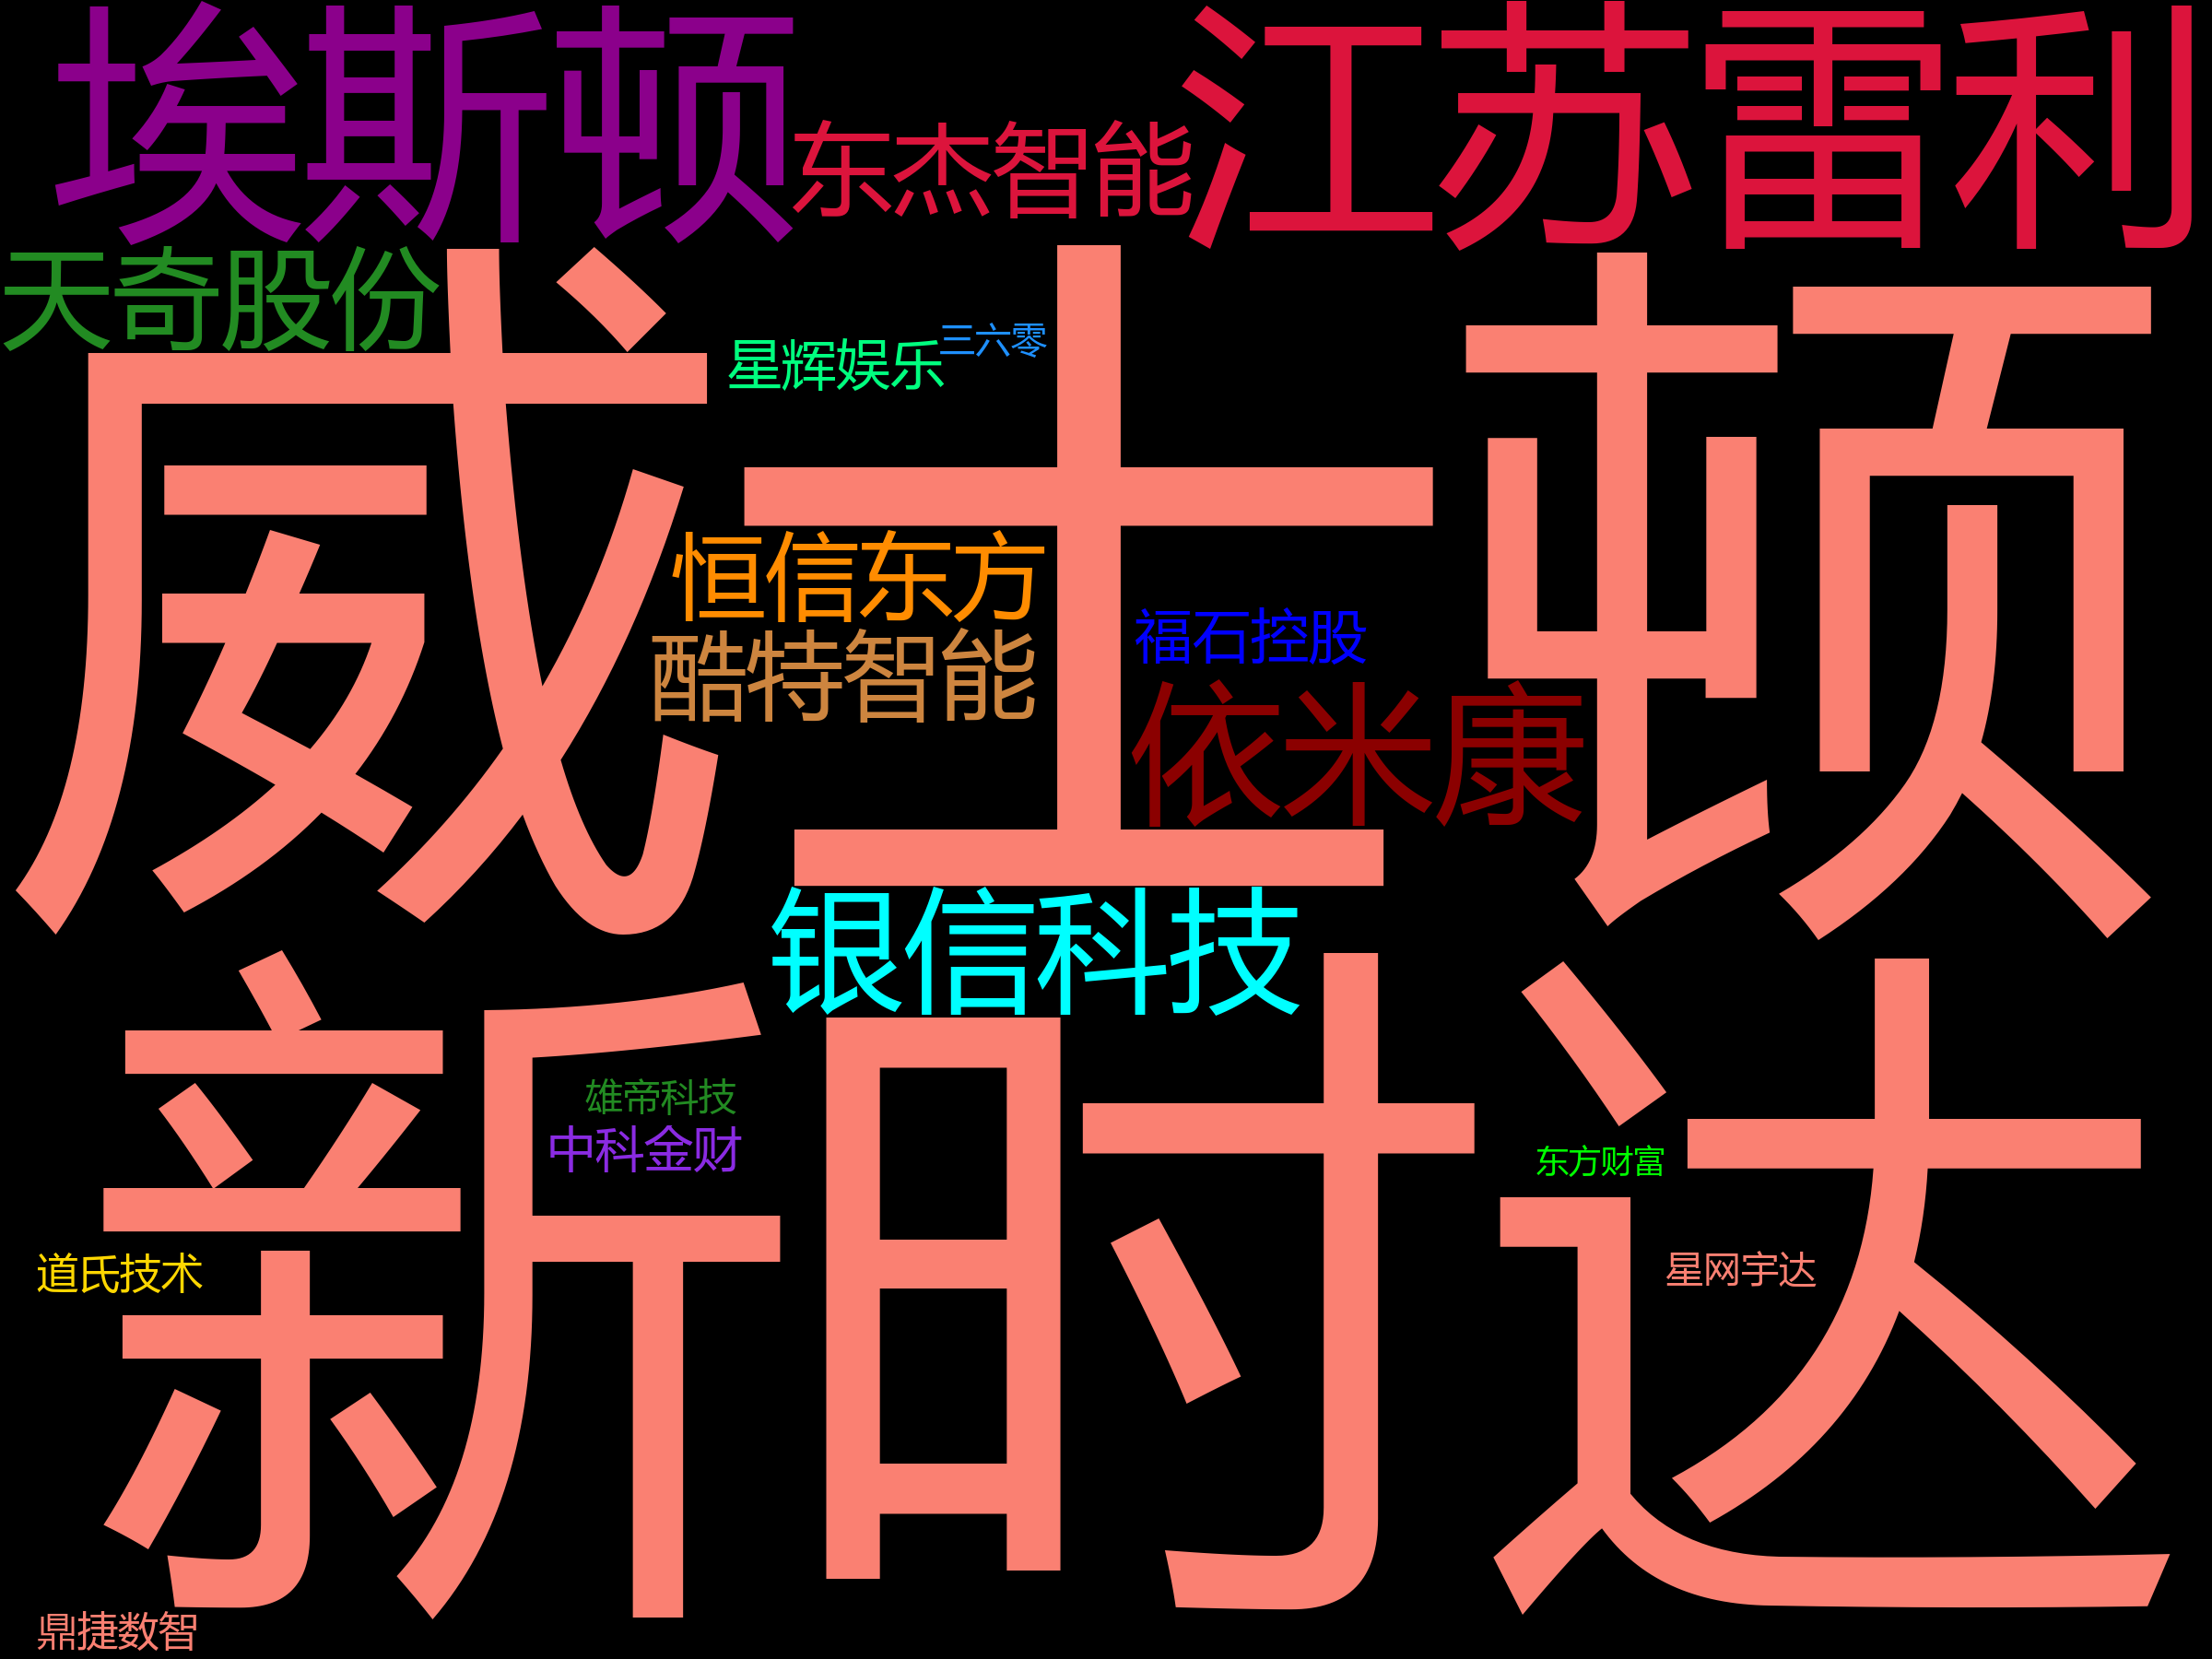 埃斯顿
东杰智能
江苏雷利
天奇股份
星辉娱乐
三六零
威士顿
恒信东方
福石控股
酷特智能
依米康
银信科技
新时达
雄帝科技
中科金财
东方财富
道氏技术
星网宇达
鼎捷数智